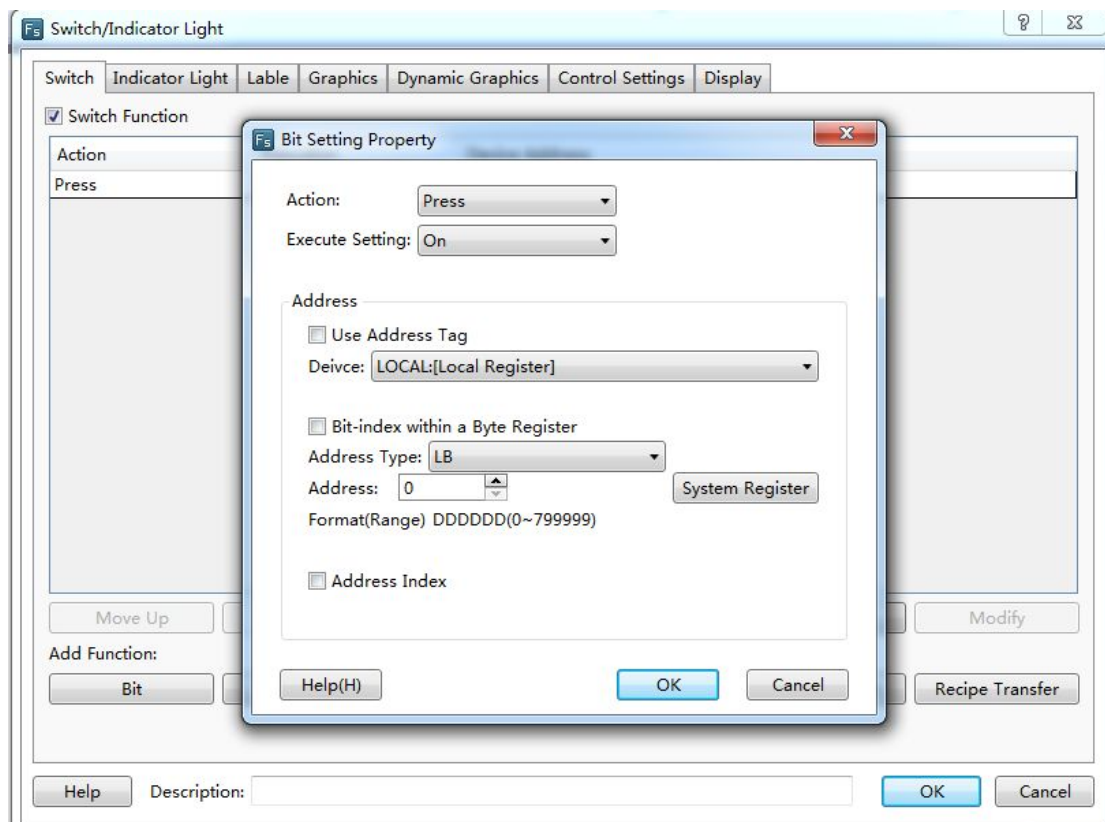 Fs Switch/Indicator Light
Switch Indicator Light Lable Graphics Dynamic Graphics Control Settings Display
Switch Function
Action
Press
Fs Bit Setting Property
Action: Press
Execute Setting: On
Address
Use Address Tag
Deivce: LOCAL:[Local Register]
Bit-index within a Byte Register
Address Type: LB
Address: 0 System Register
Format(Range) DDDDDD(0~799999)
Address Index
Help(H) OK Cancel
Move Up Modify
Add Function:
Bit Recipe Transfer
Help Description: OK Cancel